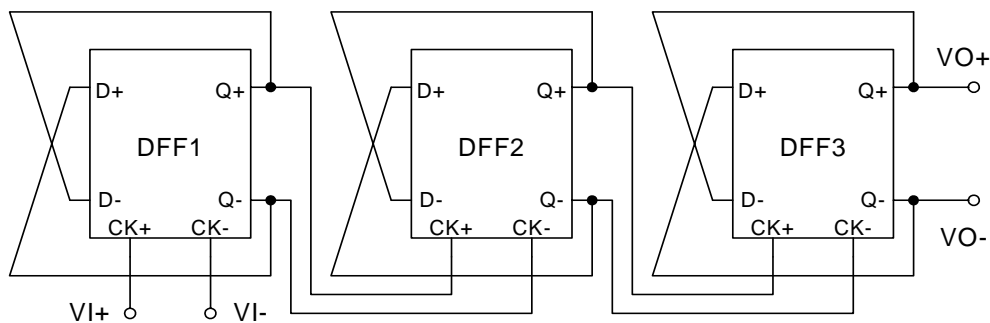 D+ Q+ D+ Q+ D+ Q+ VO+
DFF1 DFF2 DFF3
D- Q- D- Q- D- Q-
CK+ CK- CK+ CK- CK+ CK- VO-
VI+ VI-